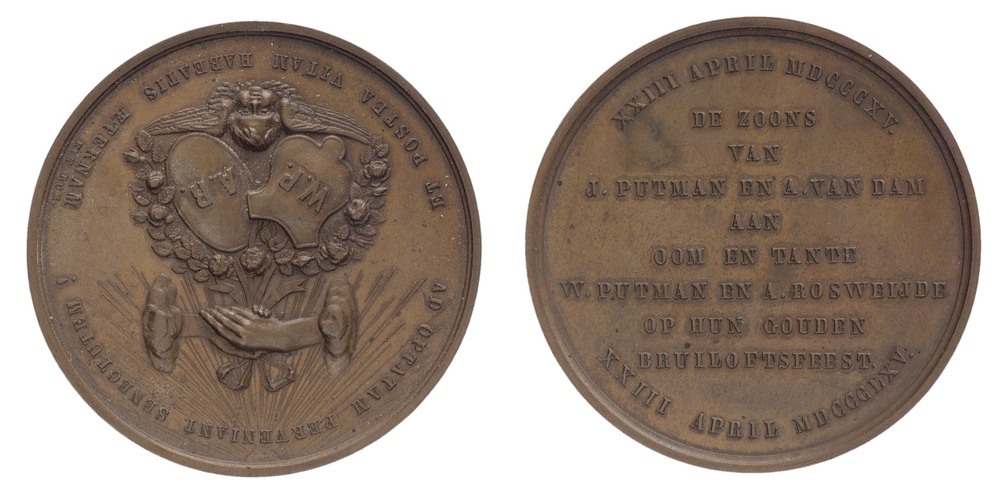 AD OPTATAM PERVENIANT SENECTUTEM !
ET POSTEA VITAM HABEATIS ETERNAM
W.P.
A.R.
XXIII APRIL MDCCCXV.
DE ZOONS
VAN
J. PUTMAN EN A. VAN DAM
AAN
OOM EN TANTE
W. PUTMAN EN A. ROSWEIJDE
OP HUN GOUDEN
BRUILOFTSFEEST.
XXIII APRIL MDCCCLXV.